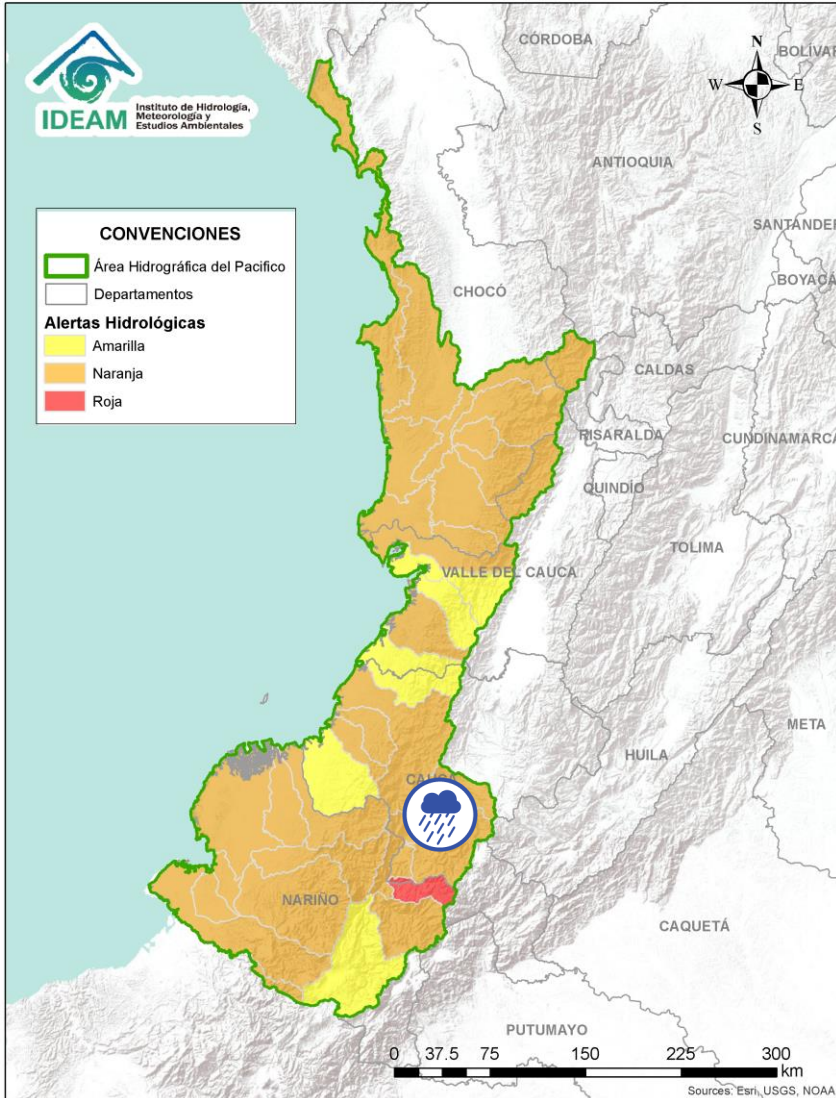 CÓRDOBA
BOLÍVAR
N
W
E
S
IDEAM
Instituto de Hidrología,
Meteorología y
Estudios Ambientales
ANTIOQUIA
SANTANDER
CONVENCIONES
Área Hidrográfica del Pacifico
Departamentos
Alertas Hidrológicas
Amarilla
Naranja
Roja
BOYACÁ
CHOCÓ
CALDAS
RISARALDA
CUNDINAMARCA
QUINDÍO
TOLIMA
VALLE DEL CAUCA
META
HUILA
CAUCA
NARIÑO
CAQUETÁ
PUTUMAYO
0 37.5 75 150 225 300
km
Sources: Esri, USGS, NOAA